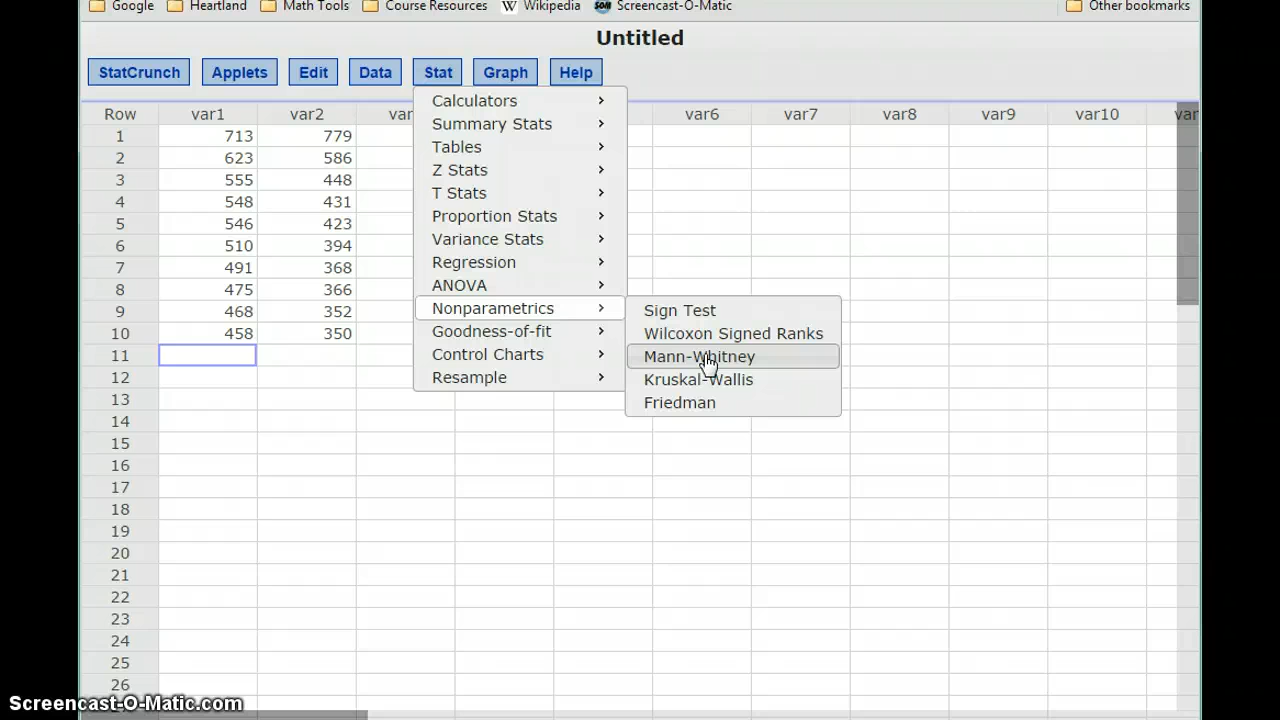 Google Heartland Math Tools Course Resources W Wikipedia SOM Screencast-O-Matic Other bookmarks
Untitled
StatCrunch Applets Edit Data Stat Graph Help
Row var1 var2 var var6 var7 var8 var9 var10 var
1 713 779
2 623 586
3 555 448
4 548 431
5 546 423
6 510 394
7 491 368
8 475 366
9 468 352
10 458 350
11
12
13
14
15
16
17
18
19
20
21
22
23
24
25
26
Calculators
Summary Stats
Tables
Z Stats
T Stats
Proportion Stats
Variance Stats
Regression
ANOVA
Nonparametrics
Goodness-of-fit
Control Charts
Resample
Sign Test
Wilcoxon Signed Ranks
Mann-Whitney
Kruskal-Wallis
Friedman
Screencast-O-Matic.com